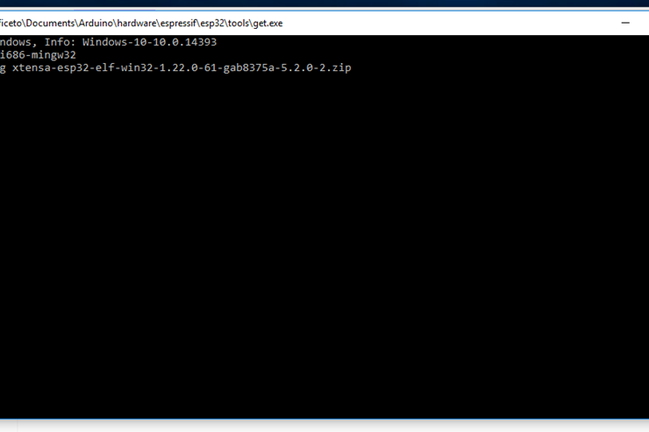 ficeto\Documents\Arduino\hardware\espressif\esp32\tools\get.exe
ndows, Info: Windows-10-10.0.14393
i686-mingw32
g xtensa-esp32-elf-win32-1.22.0-61-gab8375a-5.2.0-2.zip